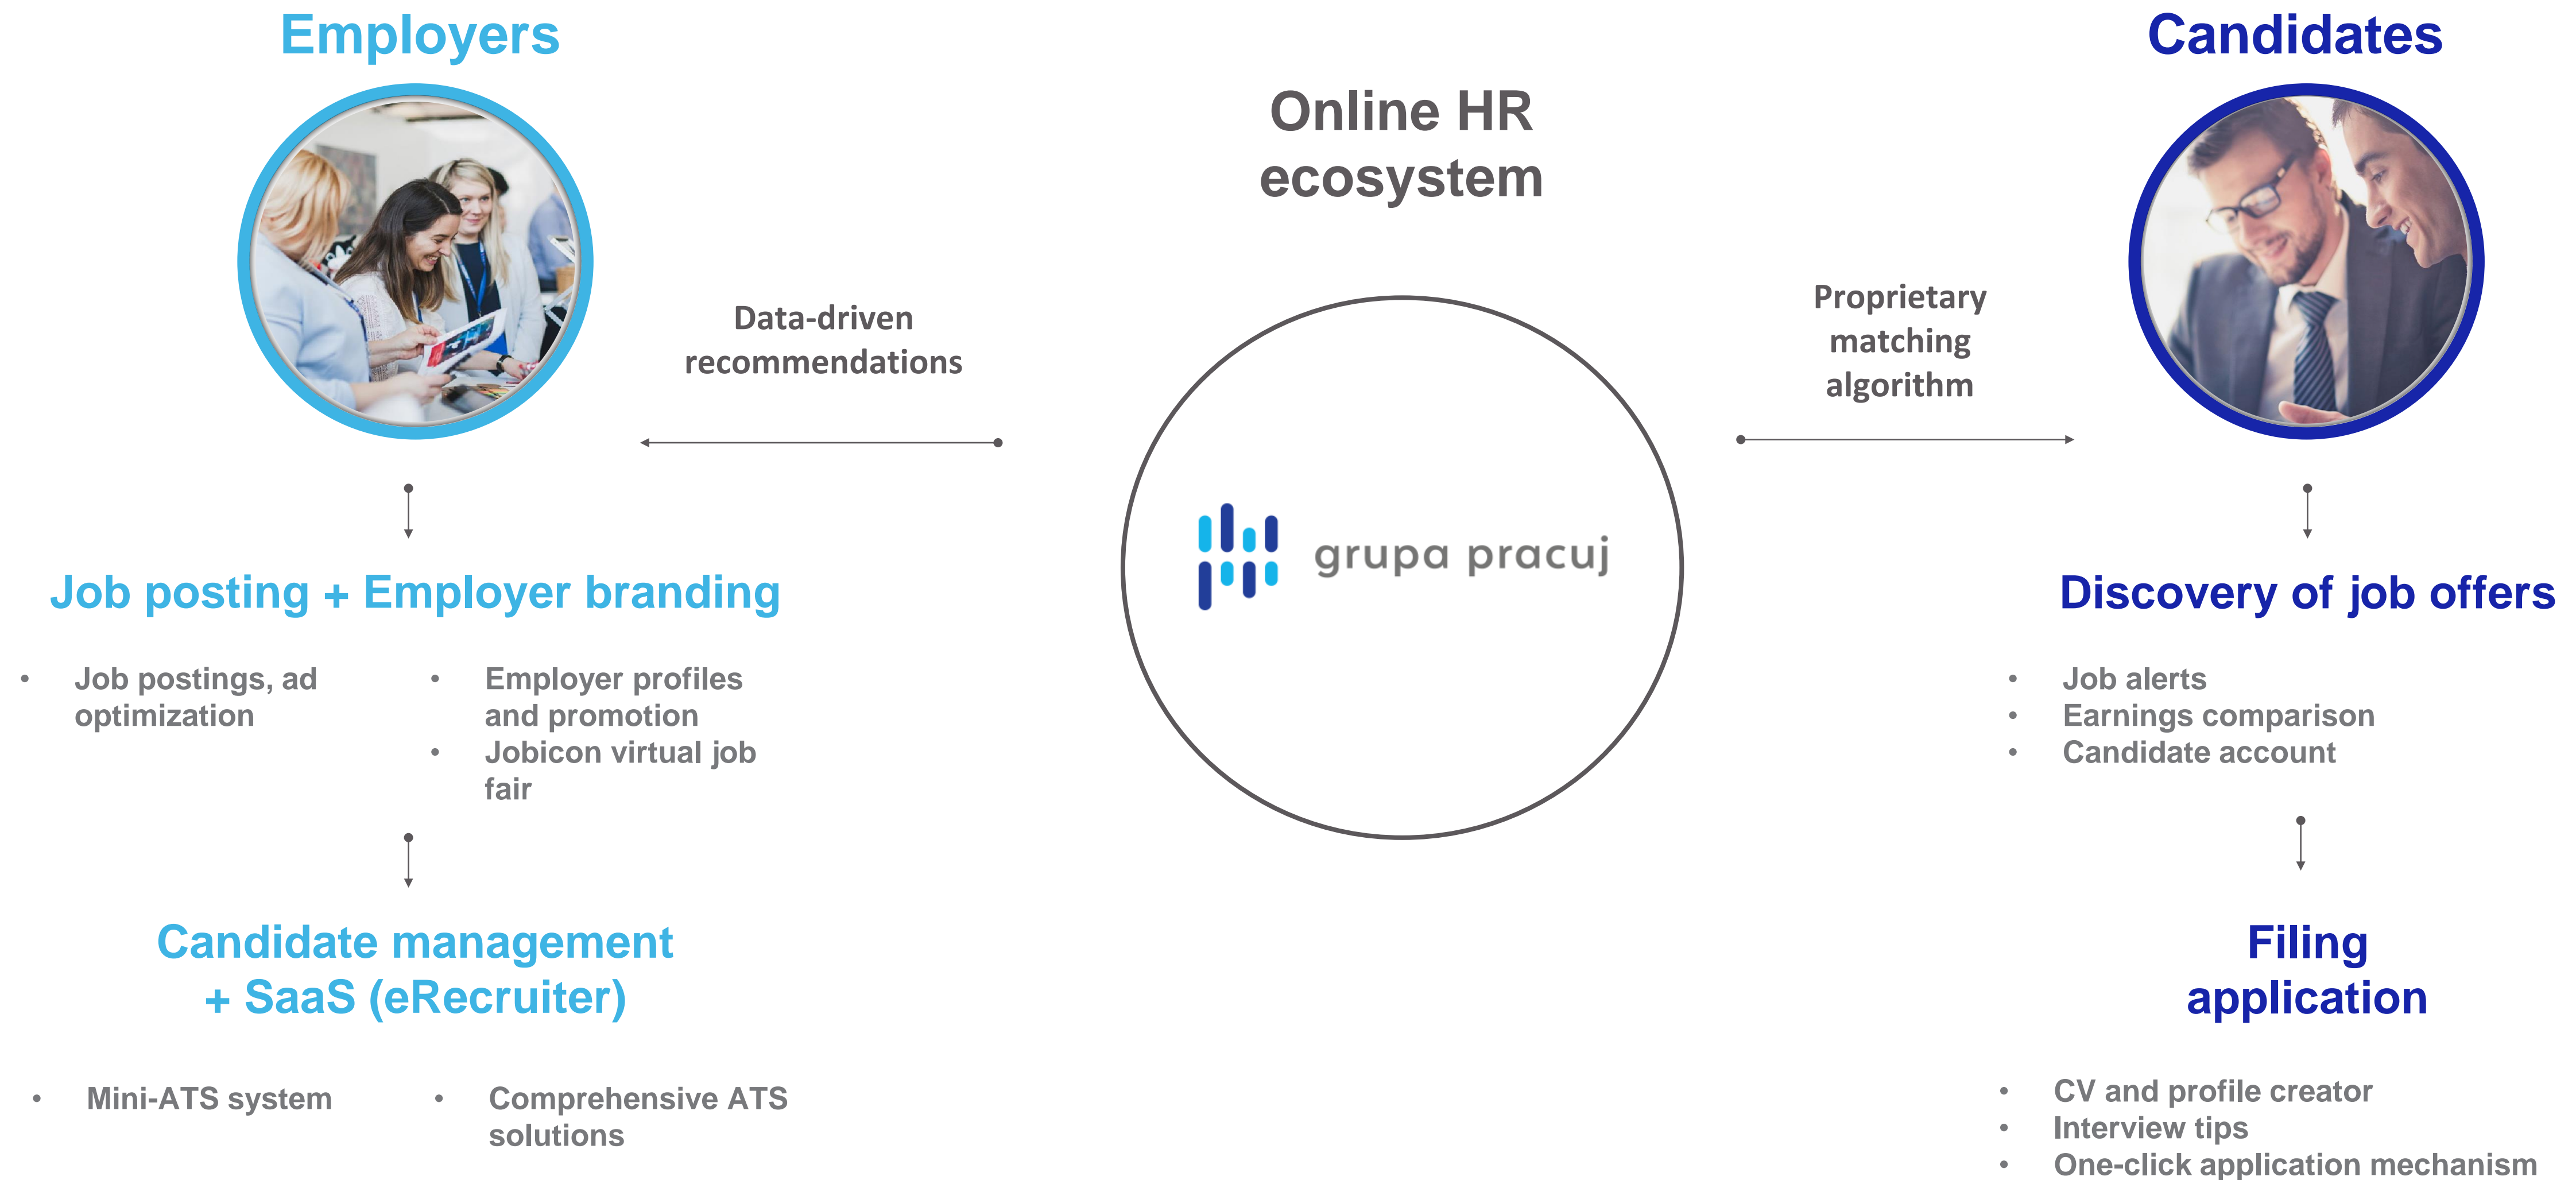 Employers
Candidates
Online HR
ecosystem
Data-driven
recommendations
Proprietary
matching
algorithm
grupa pracuj
Job posting + Employer branding
• Job postings, ad
optimization
• Employer profiles
and promotion
• Jobicon virtual job
fair
Candidate management
+ SaaS (eRecruiter)
• Mini-ATS system
• Comprehensive ATS
solutions
Discovery of job offers
• Job alerts
• Earnings comparison
• Candidate account
Filing
application
• CV and profile creator
• Interview tips
• One-click application mechanism